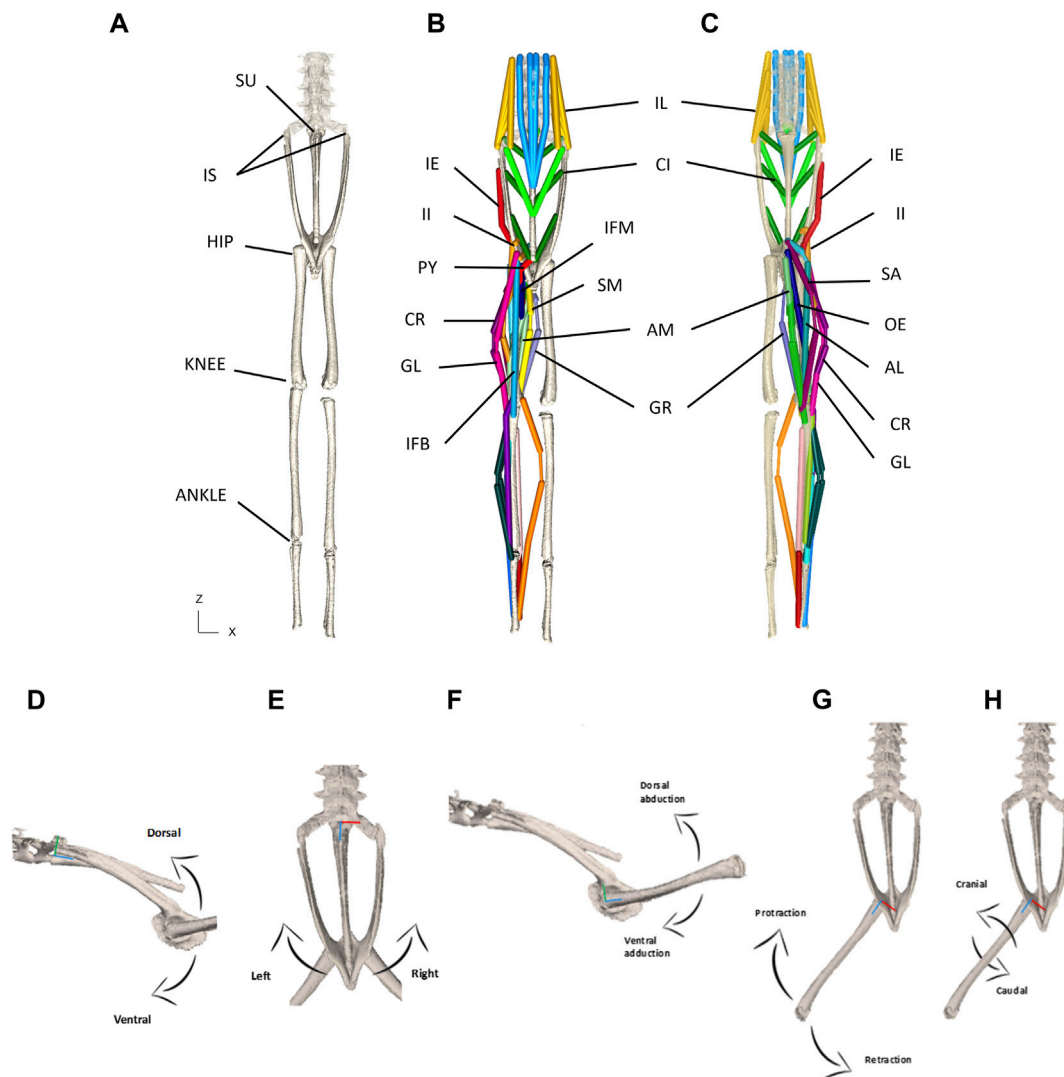 A
B
C
SU
IS
HIP
KNEE
ANKLE
Z
X
IE
II
PY
CR
GL
IFB
IL
CI
IFM
SM
AM
GR
IE
II
SA
OE
AL
CR
GL
D
E
F
G
H
Dorsal
Ventral
Left
Right
Dorsal
abduction
Ventral
adduction
Protraction
Retraction
Cranial
Caudal